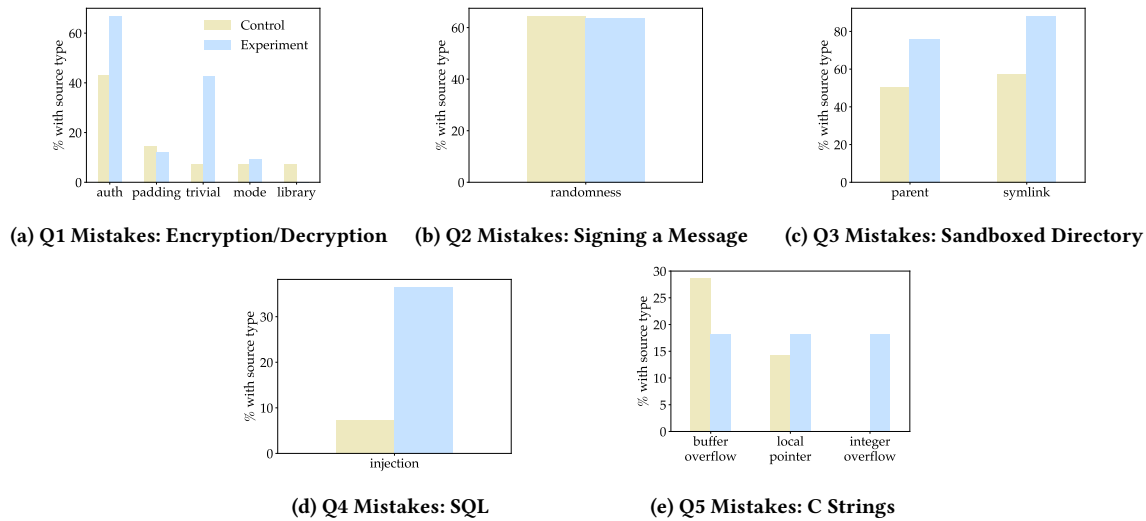 % with source type
60
40
20
0
Control
Experiment
auth padding trivial mode library
(a) Q1 Mistakes: Encryption/Decryption
% with source type
60
40
20
0
randomness
(b) Q2 Mistakes: Signing a Message
% with source type
80
60
40
20
0
parent symlink
(c) Q3 Mistakes: Sandboxed Directory
% with source type
30
20
10
0
injection
(d) Q4 Mistakes: SQL
% with source type
30
25
20
15
10
5
0
buffer local integer
overflow pointer overflow
(e) Q5 Mistakes: C Strings